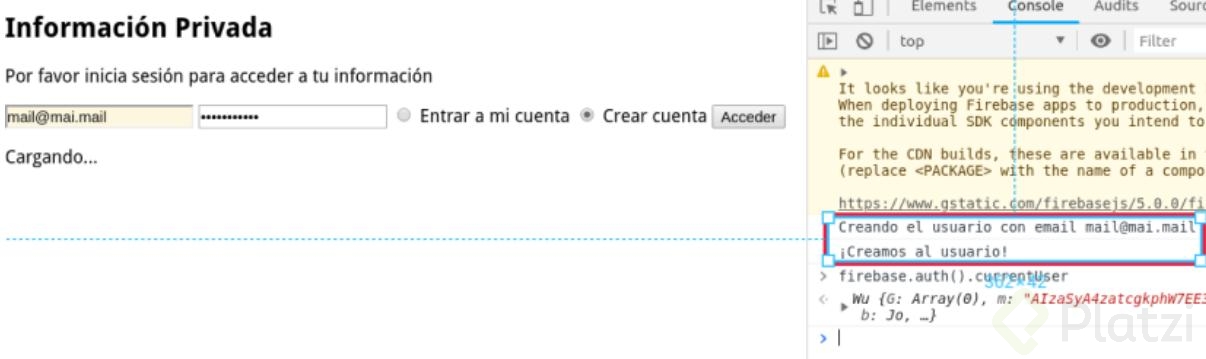 Información Privada
Por favor inicia sesión para acceder a tu información
mail@mai.mail ••••••••••• Entrar a mi cuenta Crear cuenta Acceder
Cargando...
Elements Console Audits Sour
top Filter
It looks like you're using the development
When deploying Firebase apps to production,
the individual SDK components you intend to
For the CDN builds, these are available in
(replace <PACKAGE> with the name of a compo
https://www.gstatic.com/firebasejs/5.0.0/fi
Creando el usuario con email mail@mai.mail
¡Creamos al usuario!
> firebase.auth().currentUser
302×42
Wu {G: Array(0), m: "AIzaSyA4zatcgkphW7EE3
b: Jo, …}
>
Platzi